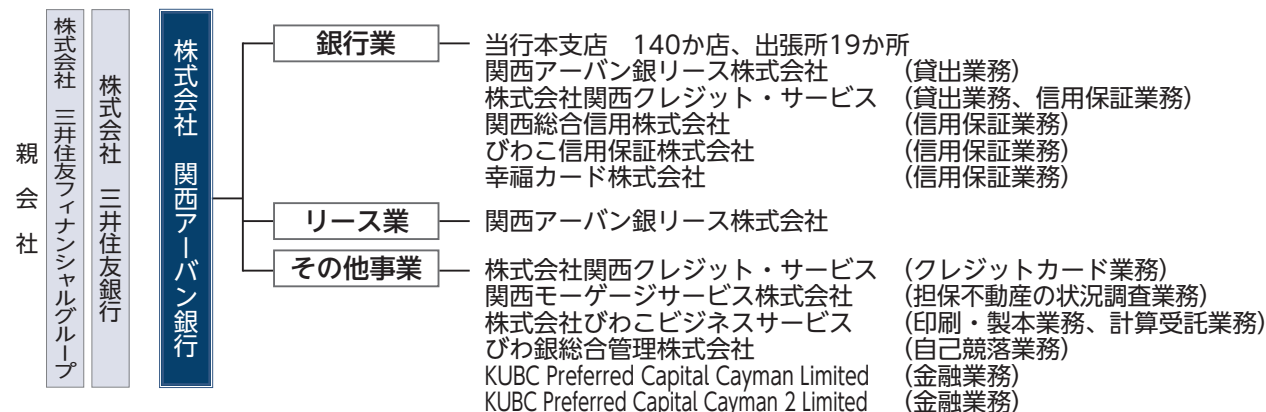 親会社
株式会社 三井住友フィナンシャルグループ
株式会社 三井住友銀行
株式会社 関西アーバン銀行
銀行業
当行本支店 140か店、出張所19か所
関西アーバン銀リース株式会社 (貸出業務)
株式会社関西クレジット・サービス (貸出業務、信用保証業務)
関西総合信用株式会社 (信用保証業務)
びわこ信用保証株式会社 (信用保証業務)
幸福カード株式会社 (信用保証業務)
リース業
関西アーバン銀リース株式会社
その他事業
株式会社関西クレジット・サービス (クレジットカード業務)
関西モーゲージサービス株式会社 (担保不動産の状況調査業務)
株式会社びわこビジネスサービス (印刷・製本業務、計算受託業務)
びわ銀総合管理株式会社 (自己競落業務)
KUBC Preferred Capital Cayman Limited (金融業務)
KUBC Preferred Capital Cayman 2 Limited (金融業務)